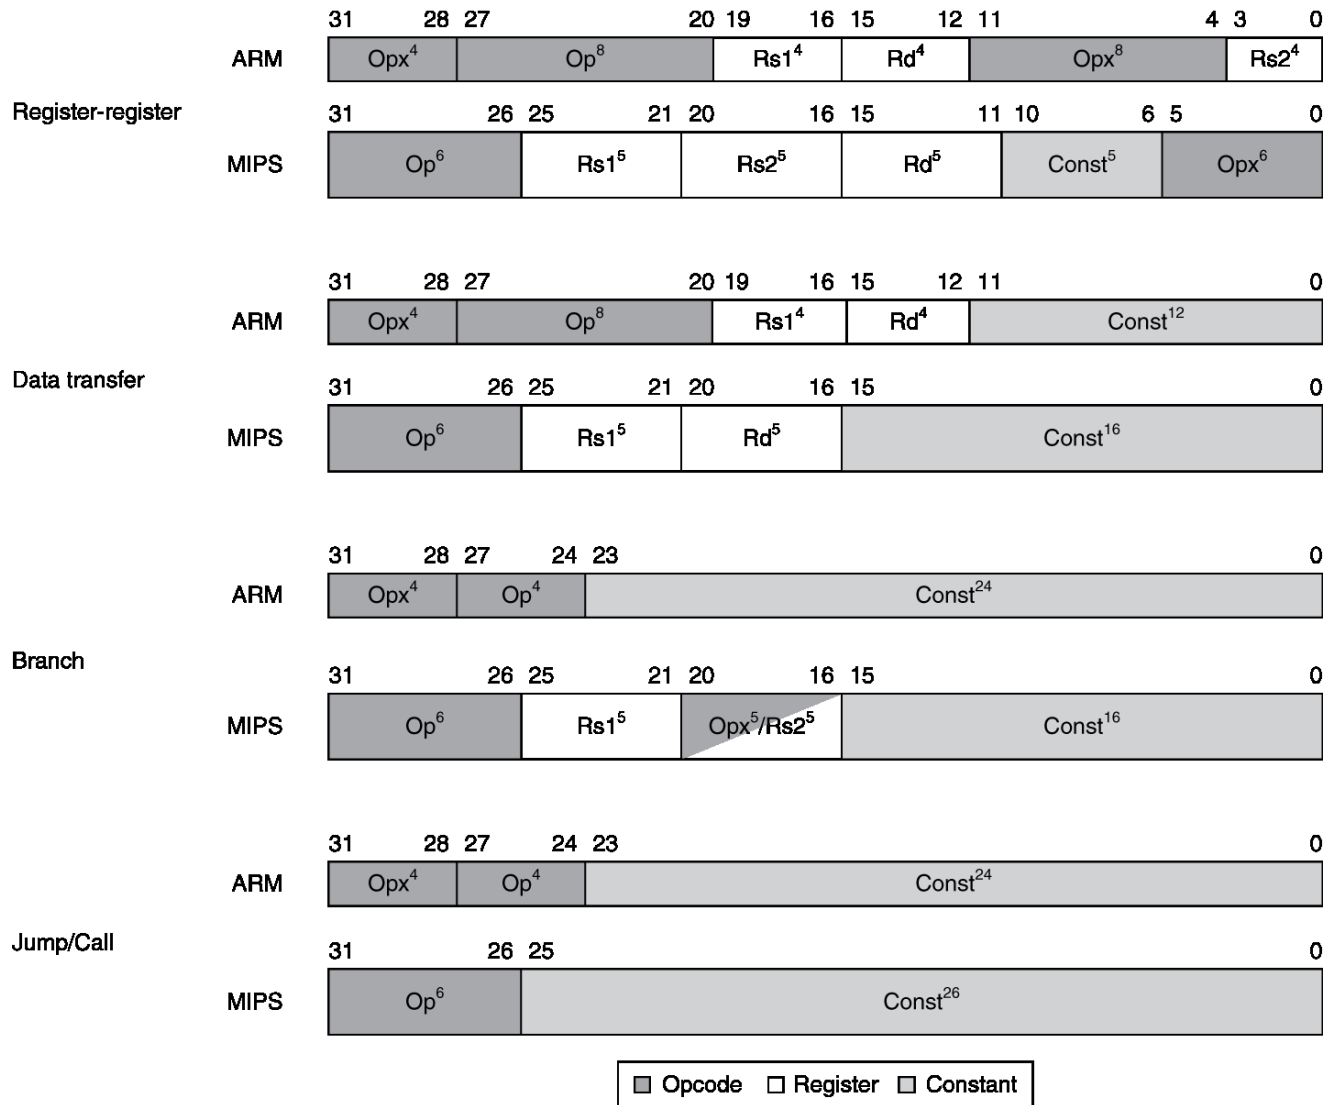 31 28 27 20 19 16 15 12 11 4 3 0
ARM Opx⁴ Op⁸ Rs1⁴ Rd⁴ Opx⁸ Rs2⁴
Register-register
31 26 25 21 20 16 15 11 10 6 5 0
MIPS Op⁶ Rs1⁵ Rs2⁵ Rd⁵ Const⁵ Opx⁶
31 28 27 20 19 16 15 12 11 0
ARM Opx⁴ Op⁸ Rs1⁴ Rd⁴ Const¹²
Data transfer
31 26 25 21 20 16 15 0
MIPS Op⁶ Rs1⁵ Rd⁵ Const¹⁶
31 28 27 24 23 0
ARM Opx⁴ Op⁴ Const²⁴
Branch
31 26 25 21 20 16 15 0
MIPS Op⁶ Rs1⁵ Opx⁵/Rs2⁵ Const¹⁶
31 28 27 24 23 0
ARM Opx⁴ Op⁴ Const²⁴
Jump/Call
31 26 25 0
MIPS Op⁶ Const²⁶
Opcode Register Constant